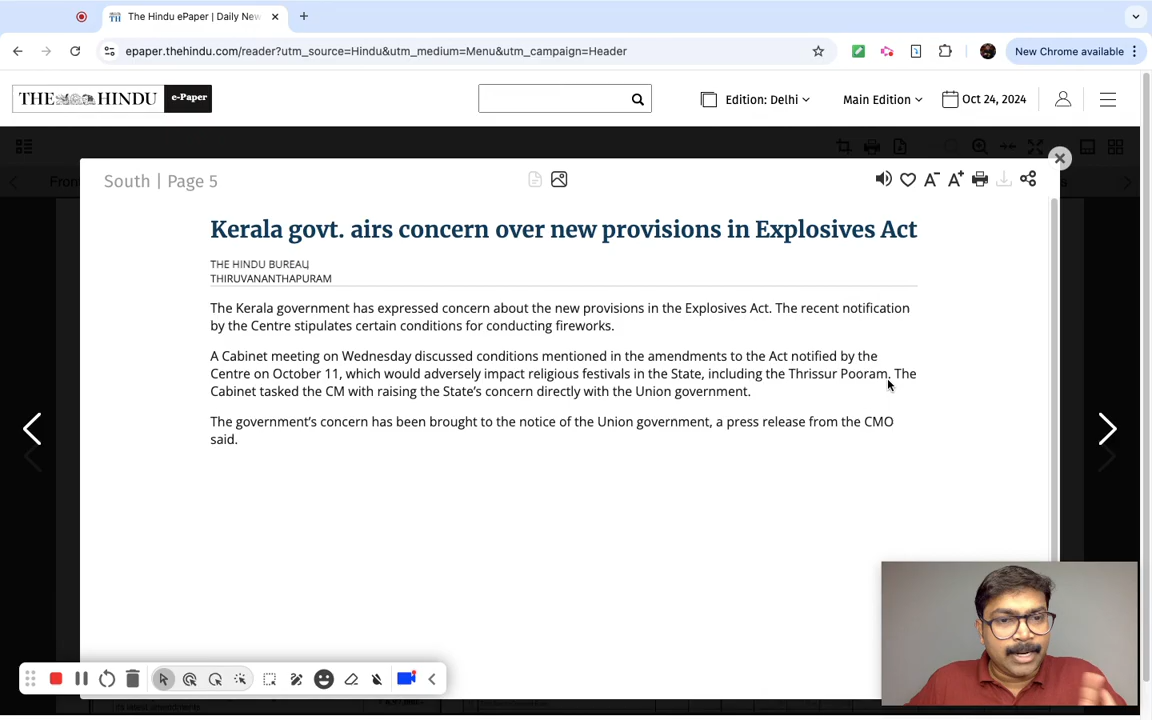 The Hindu ePaper | Daily New
epaper.thehindu.com/reader?utm_source=Hindu&utm_medium=Menu&utm_campaign=Header
New Chrome available
THE HINDU e-Paper
Edition: Delhi
Main Edition
Oct 24, 2024
South | Page 5
A- A+
Kerala govt. airs concern over new provisions in Explosives Act
THE HINDU BUREAU
THIRUVANANTHAPURAM
The Kerala government has expressed concern about the new provisions in the Explosives Act. The recent notification
by the Centre stipulates certain conditions for conducting fireworks.
A Cabinet meeting on Wednesday discussed conditions mentioned in the amendments to the Act notified by the
Centre on October 11, which would adversely impact religious festivals in the State, including the Thrissur Pooram. The
Cabinet tasked the CM with raising the State's concern directly with the Union government.
The government's concern has been brought to the notice of the Union government, a press release from the CMO
said.